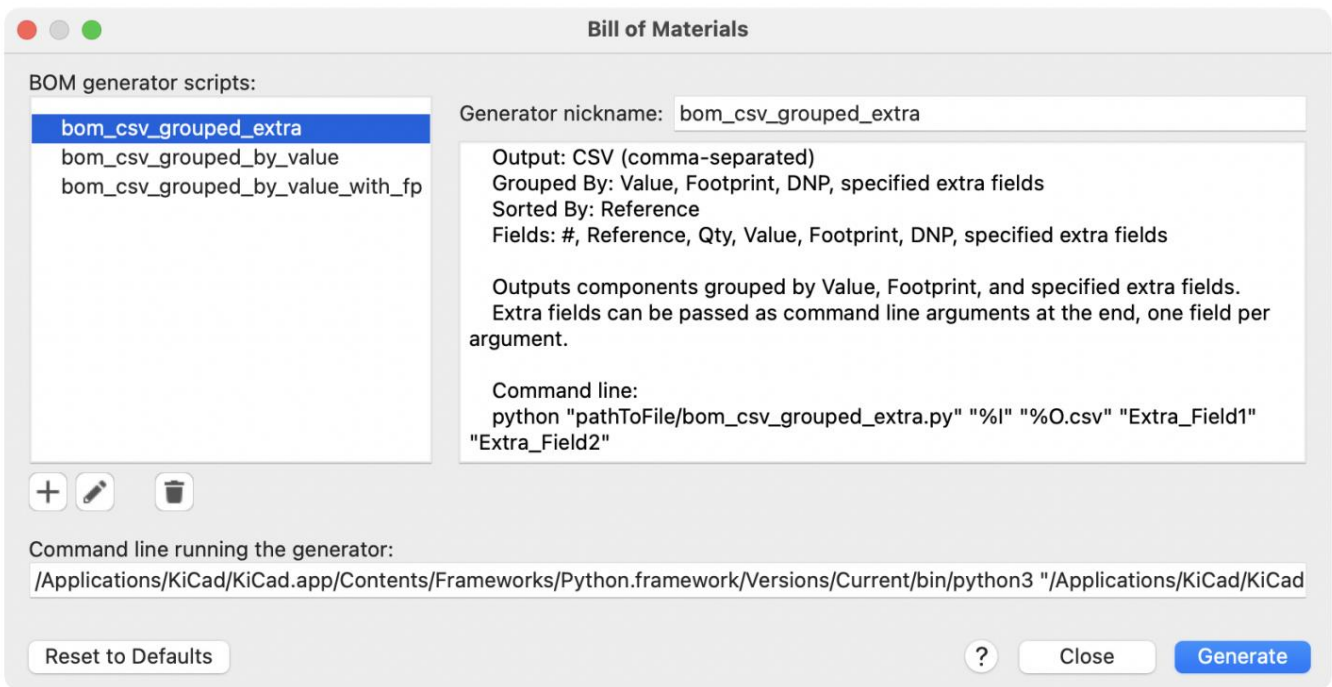 Bill of Materials
BOM generator scripts:
bom_csv_grouped_extra
bom_csv_grouped_by_value
bom_csv_grouped_by_value_with_fp
Generator nickname: bom_csv_grouped_extra
Output: CSV (comma-separated)
Grouped By: Value, Footprint, DNP, specified extra fields
Sorted By: Reference
Fields: #, Reference, Qty, Value, Footprint, DNP, specified extra fields
Outputs components grouped by Value, Footprint, and specified extra fields.
Extra fields can be passed as command line arguments at the end, one field per
argument.
Command line:
python "pathToFile/bom_csv_grouped_extra.py" "%I" "%O.csv" "Extra_Field1"
"Extra_Field2"
Command line running the generator:
/Applications/KiCad/KiCad.app/Contents/Frameworks/Python.framework/Versions/Current/bin/python3 "/Applications/KiCad/KiCad
Reset to Defaults
? Close Generate